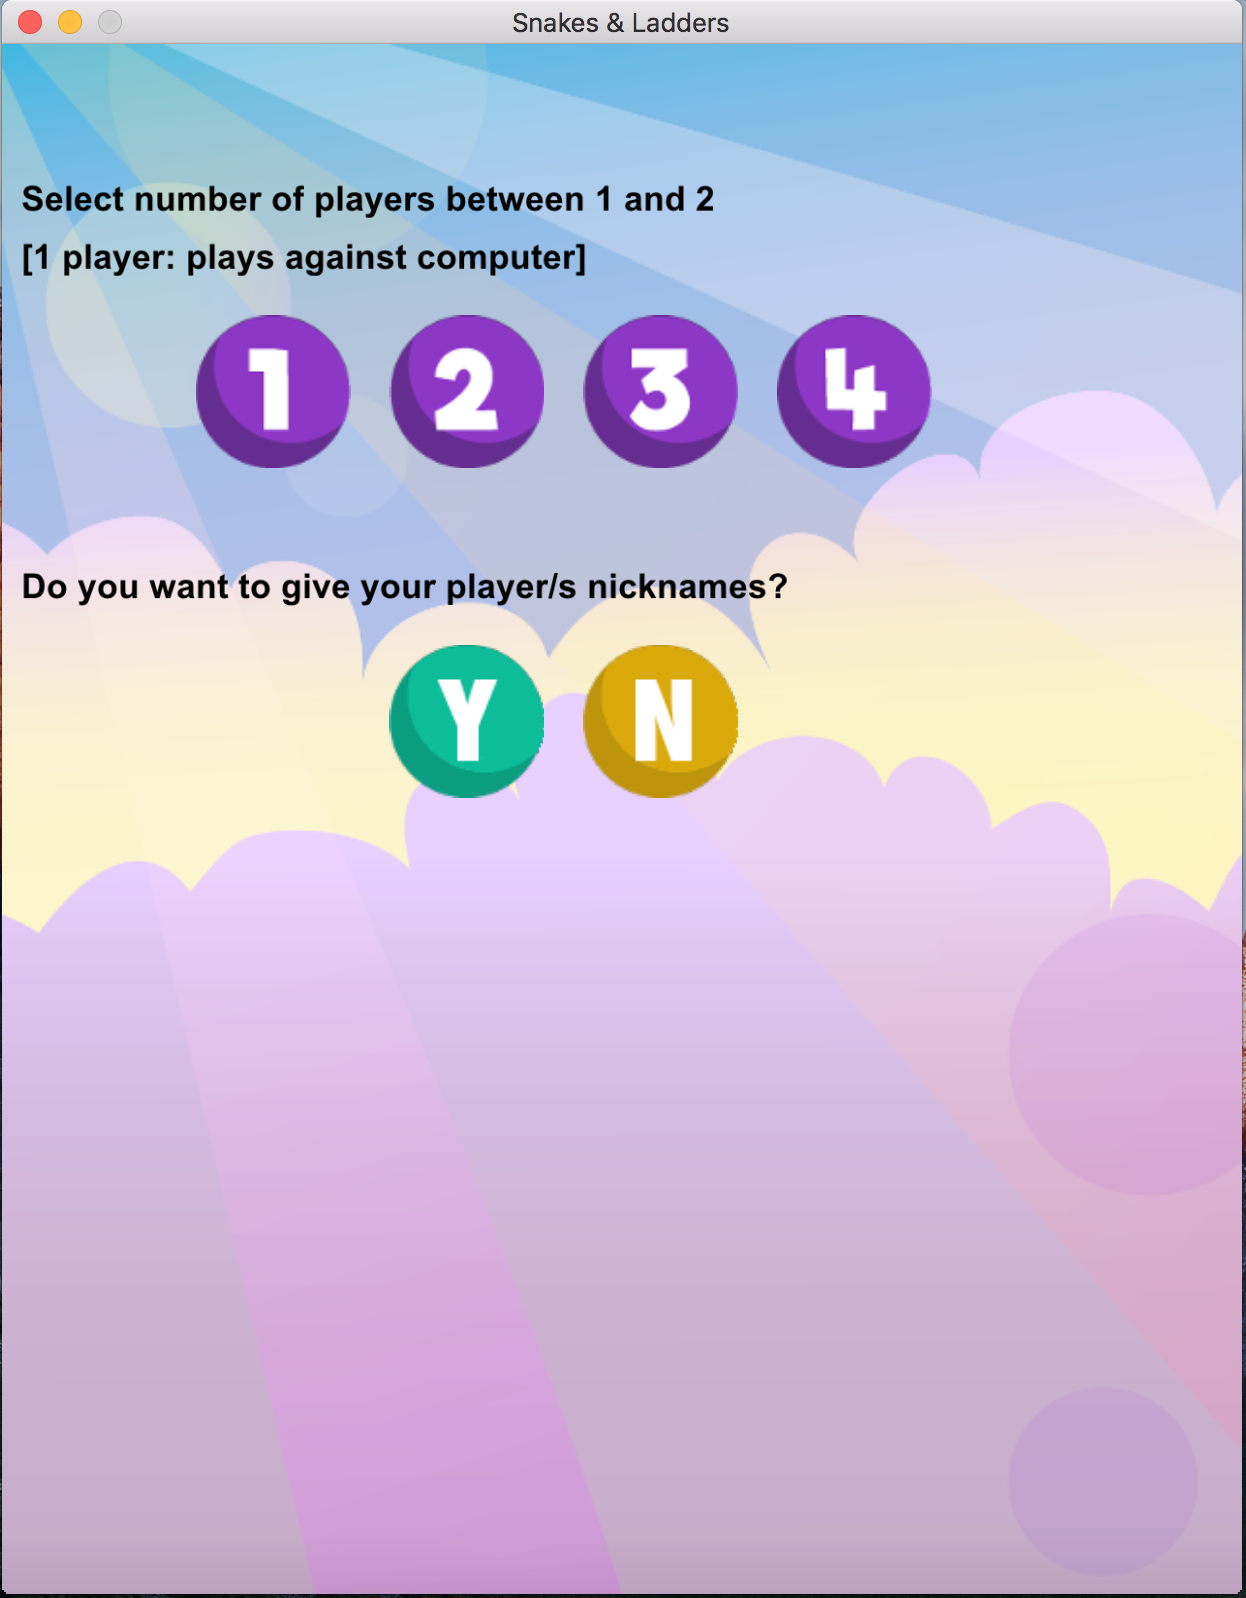 Snakes & Ladders
Select number of players between 1 and 2
[1 player: plays against computer]
1 2 3 4
Do you want to give your player/s nicknames?
Y N